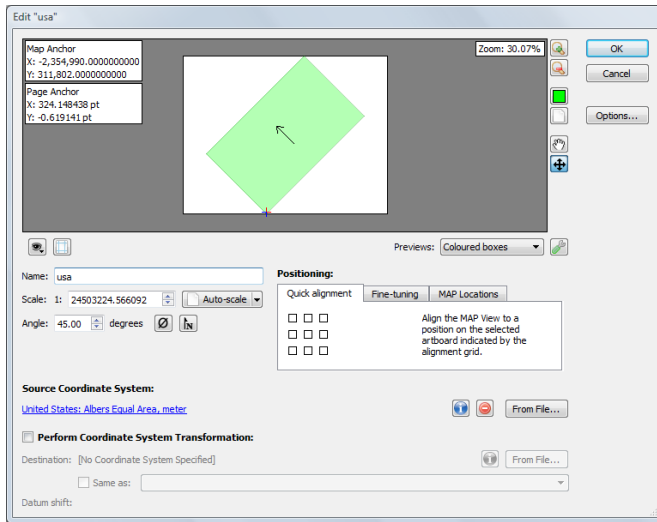 Edit "usa"
Map Anchor
X: -2,354,990.0000000000
Y: 311,802.0000000000
Page Anchor
X: 324.148438 pt
Y: -0.619141 pt
Zoom: 30.07%
OK
Cancel
Options...
Previews: Coloured boxes
Name: usa
Scale: 1: 24503224.566092 Auto-scale
Angle: 45.00 degrees Ø N
Positioning:
Quick alignment Fine-tuning MAP Locations
Align the MAP View to a
position on the selected
artboard indicated by the
alignment grid.
Source Coordinate System:
United States: Albers Equal Area, meter
From File...
Perform Coordinate System Transformation:
Destination: [No Coordinate System Specified]
From File...
Same as:
Datum shift: